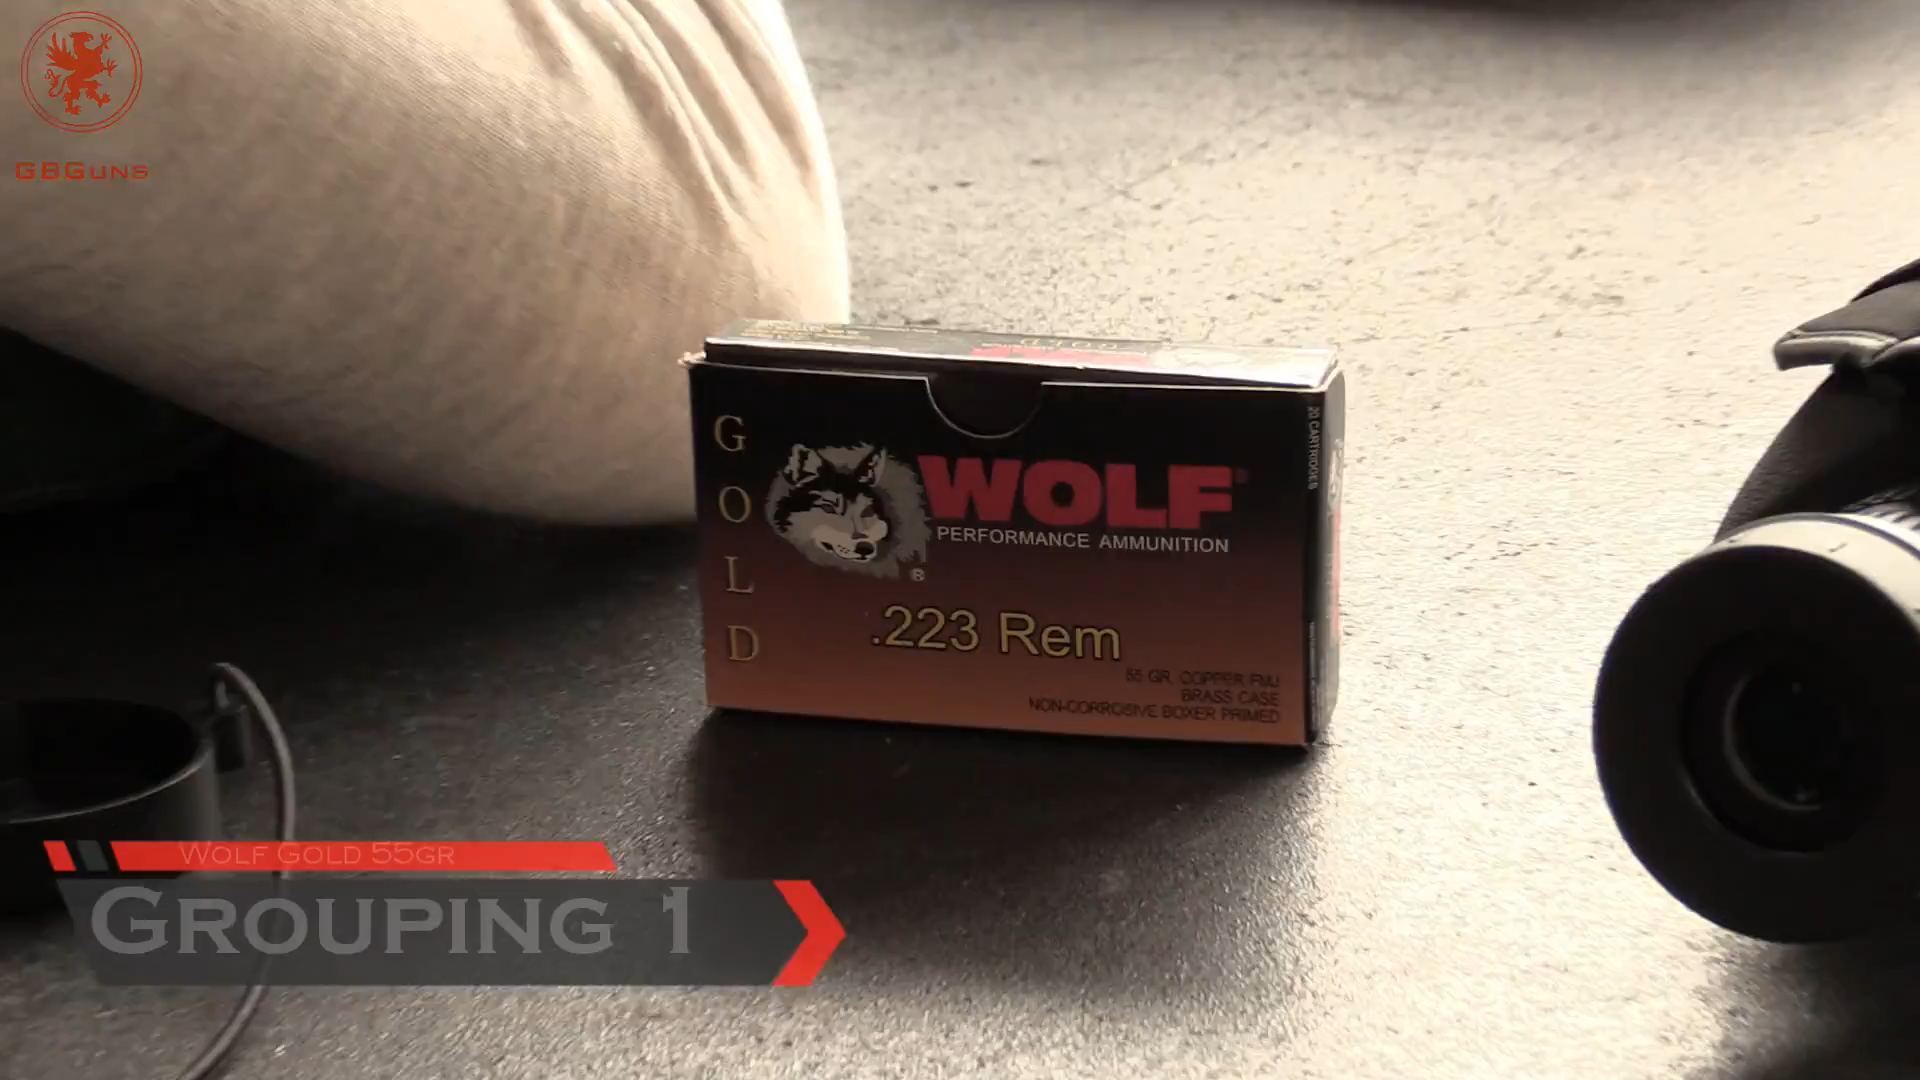 GBGuns
GOLD
WOLF
PERFORMANCE AMMUNITION
®
.223 Rem
55 GR. COPPER FMJ
BRASS CASE
NON-CORROSIVE BOXER PRIMED
20 CARTRIDGES
Wolf Gold 55gr
Grouping 1